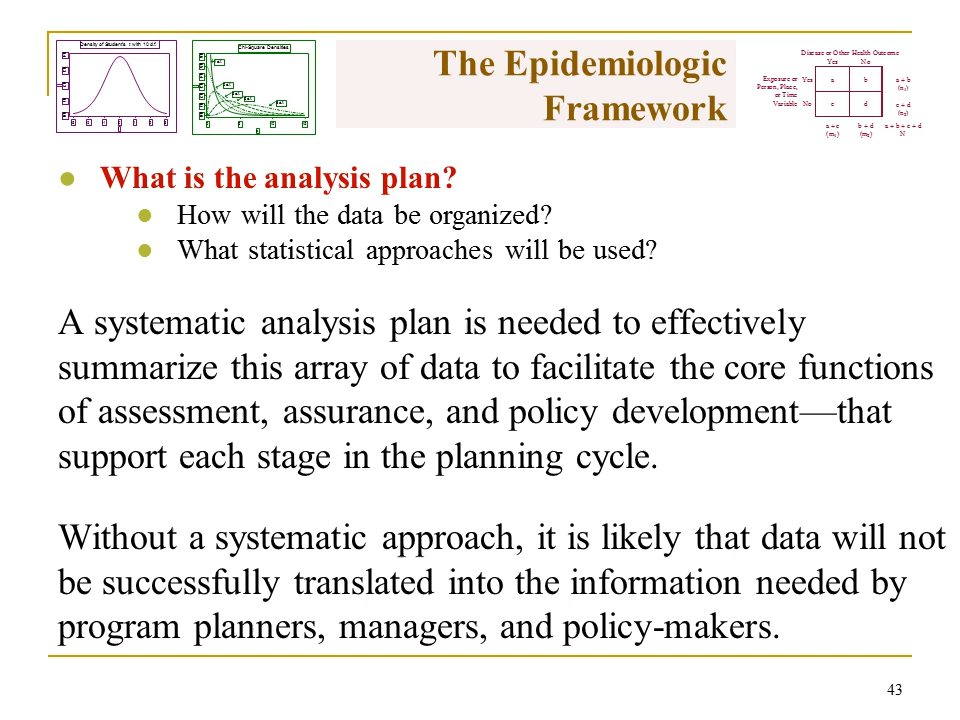 Density of Students t with 10 d.f.
Chi-Square Densities
The Epidemiologic
Framework
Disease or Other Health Outcome
Yes No
Exposure or
Person, Place,
or Time
Variable
Yes a b a + b
(n1)
No c d c + d
(n2)
a + c b + d a + b + c + d
(m1) (m2) N
● What is the analysis plan?
● How will the data be organized?
● What statistical approaches will be used?
A systematic analysis plan is needed to effectively
summarize this array of data to facilitate the core functions
of assessment, assurance, and policy development—that
support each stage in the planning cycle.
Without a systematic approach, it is likely that data will not
be successfully translated into the information needed by
program planners, managers, and policy-makers.
43